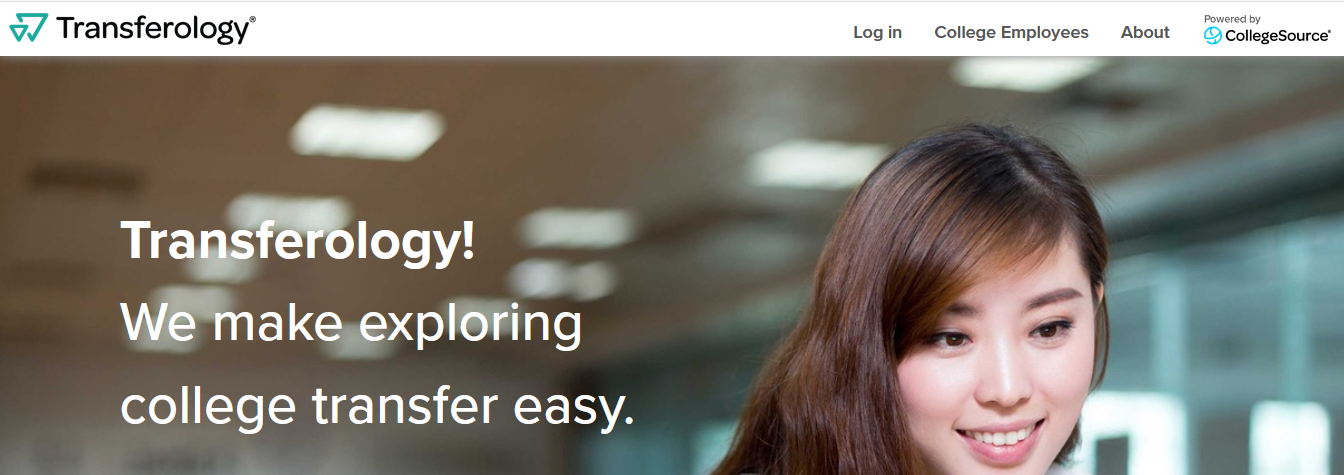 Transferology®
Log in
College Employees
About
Powered by
CollegeSource®
Transferology!
We make exploring
college transfer easy.